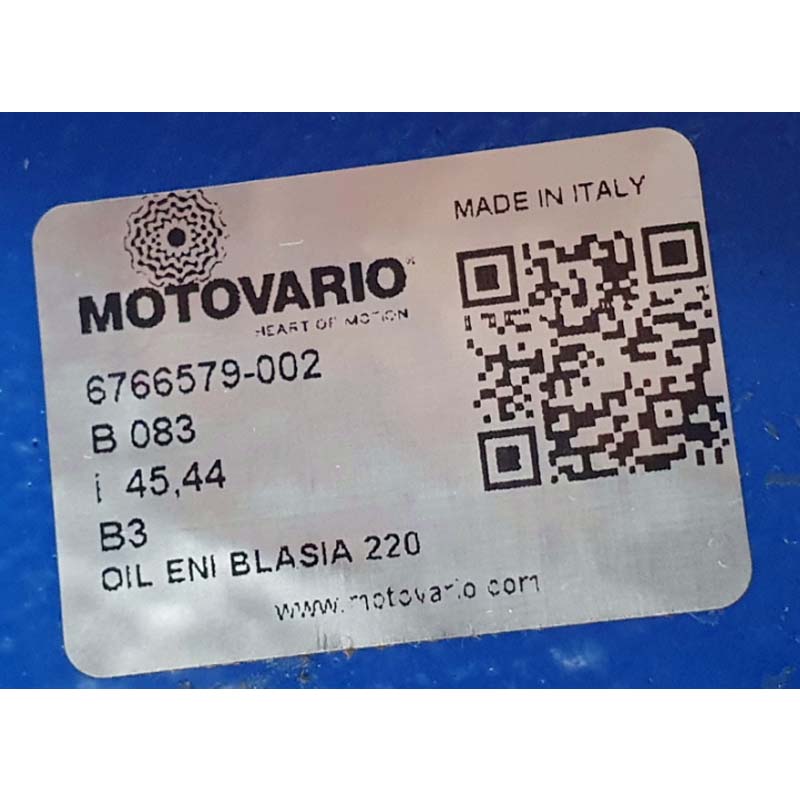 MADE IN ITALY
MOTOVARIO®
HEART OF MOTION
6766579-002
B 083
i 45,44
B3
OIL ENI BLASIA 220
www.motovario.com